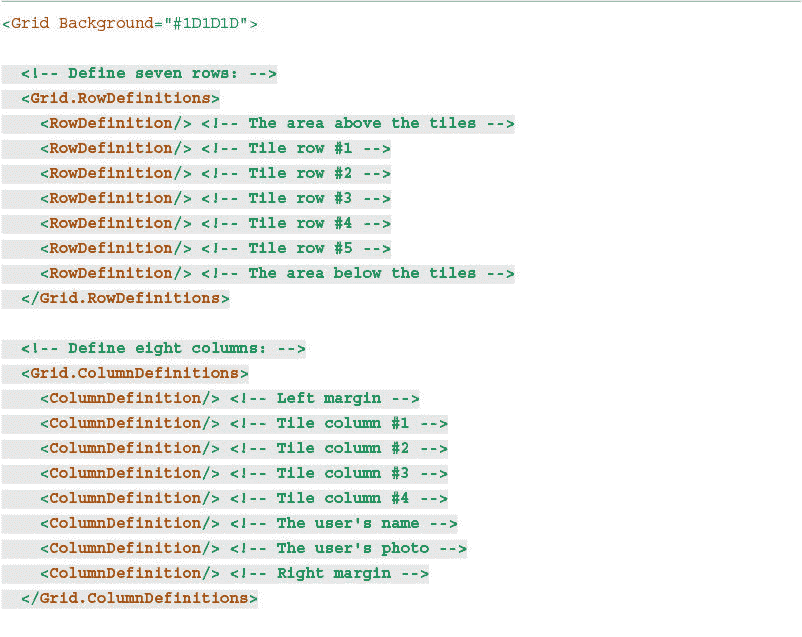 <Grid Background="#1D1D1D">
<!-- Define seven rows: -->
<Grid.RowDefinitions>
<RowDefinition/> <!-- The area above the tiles -->
<RowDefinition/> <!-- Tile row #1 -->
<RowDefinition/> <!-- Tile row #2 -->
<RowDefinition/> <!-- Tile row #3 -->
<RowDefinition/> <!-- Tile row #4 -->
<RowDefinition/> <!-- Tile row #5 -->
<RowDefinition/> <!-- The area below the tiles -->
</Grid.RowDefinitions>
<!-- Define eight columns: -->
<Grid.ColumnDefinitions>
<ColumnDefinition/> <!-- Left margin -->
<ColumnDefinition/> <!-- Tile column #1 -->
<ColumnDefinition/> <!-- Tile column #2 -->
<ColumnDefinition/> <!-- Tile column #3 -->
<ColumnDefinition/> <!-- Tile column #4 -->
<ColumnDefinition/> <!-- The user's name -->
<ColumnDefinition/> <!-- The user's photo -->
<ColumnDefinition/> <!-- Right margin -->
</Grid.ColumnDefinitions>